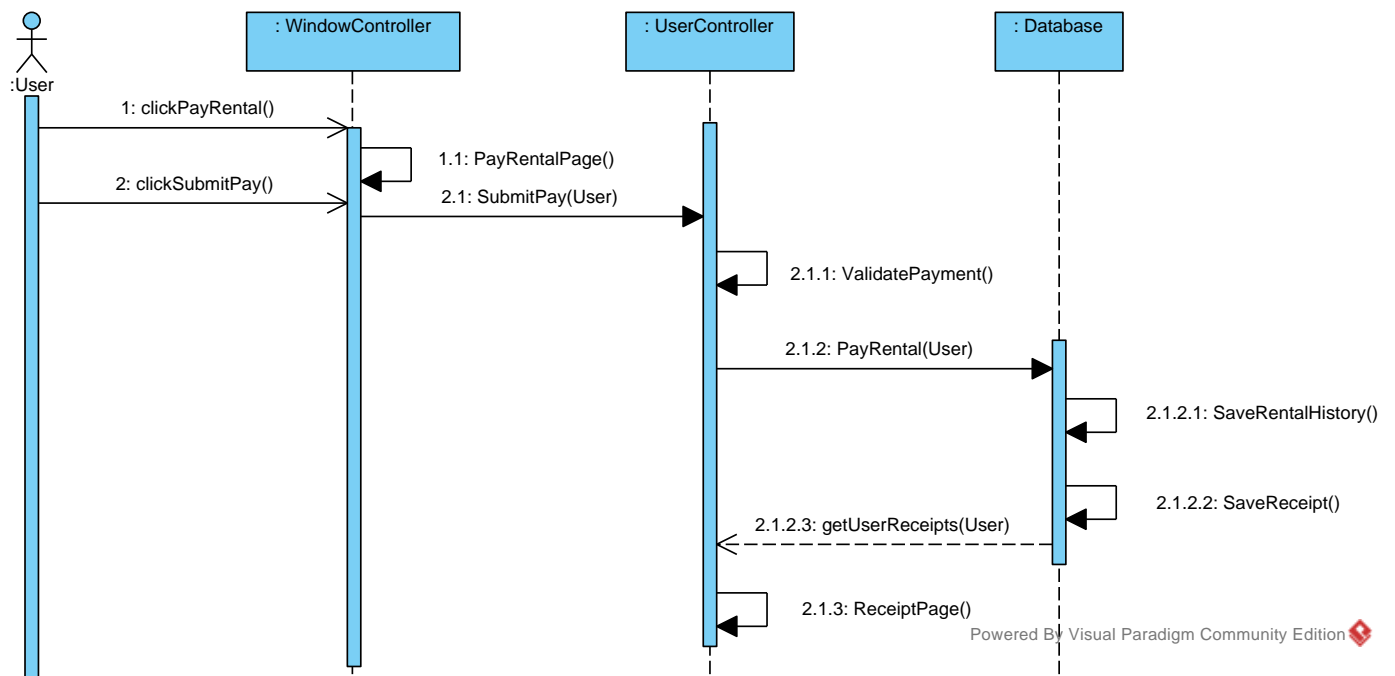 : WindowController
: UserController
: Database
:User
1: clickPayRental()
1.1: PayRentalPage()
2: clickSubmitPay()
2.1: SubmitPay(User)
2.1.1: ValidatePayment()
2.1.2: PayRental(User)
2.1.2.1: SaveRentalHistory()
2.1.2.2: SaveReceipt()
2.1.2.3: getUserReceipts(User)
2.1.3: ReceiptPage()
Powered By Visual Paradigm Community Edition